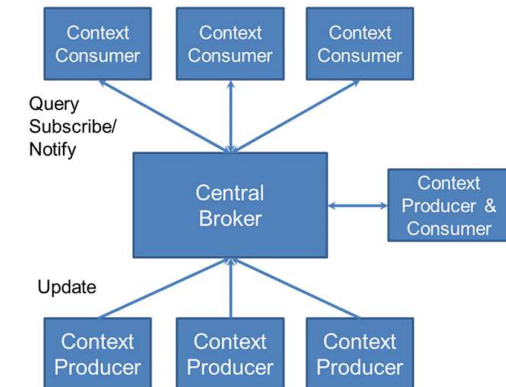 Context
Consumer
Context
Consumer
Context
Consumer
Query
Subscribe/
Notify
Central
Broker
Context
Producer &
Consumer
Update
Context
Producer
Context
Producer
Context
Producer